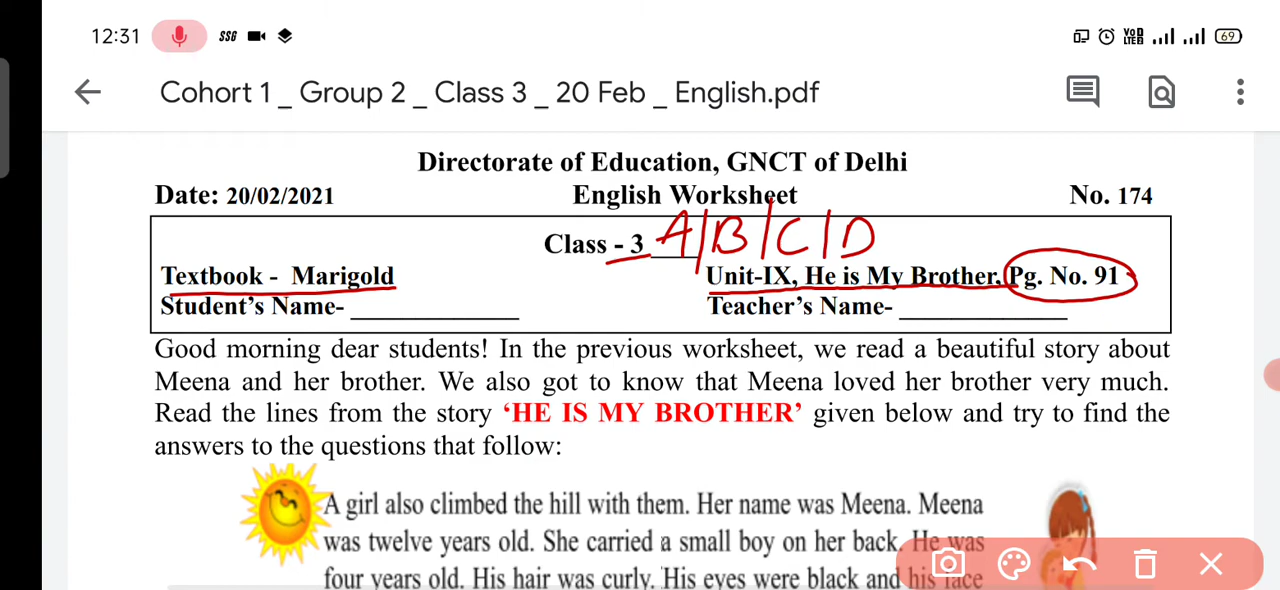 12:31 SSG VoD LTED 69
Cohort 1 _ Group 2 _ Class 3 _ 20 Feb _ English.pdf
Directorate of Education, GNCT of Delhi
Date: 20/02/2021 English Worksheet No. 174
Class - 3 ____ A/B/C/D
Textbook - Marigold Unit-IX, He is My Brother, Pg. No. 91
Student's Name- ______________ Teacher's Name- ______________
Good morning dear students! In the previous worksheet, we read a beautiful story about
Meena and her brother. We also got to know that Meena loved her brother very much.
Read the lines from the story ‘HE IS MY BROTHER’ given below and try to find the
answers to the questions that follow:
A girl also climbed the hill with them. Her name was Meena. Meena
was twelve years old. She carried a small boy on her back. He was
four years old. His hair was curly. His eyes were black and his face